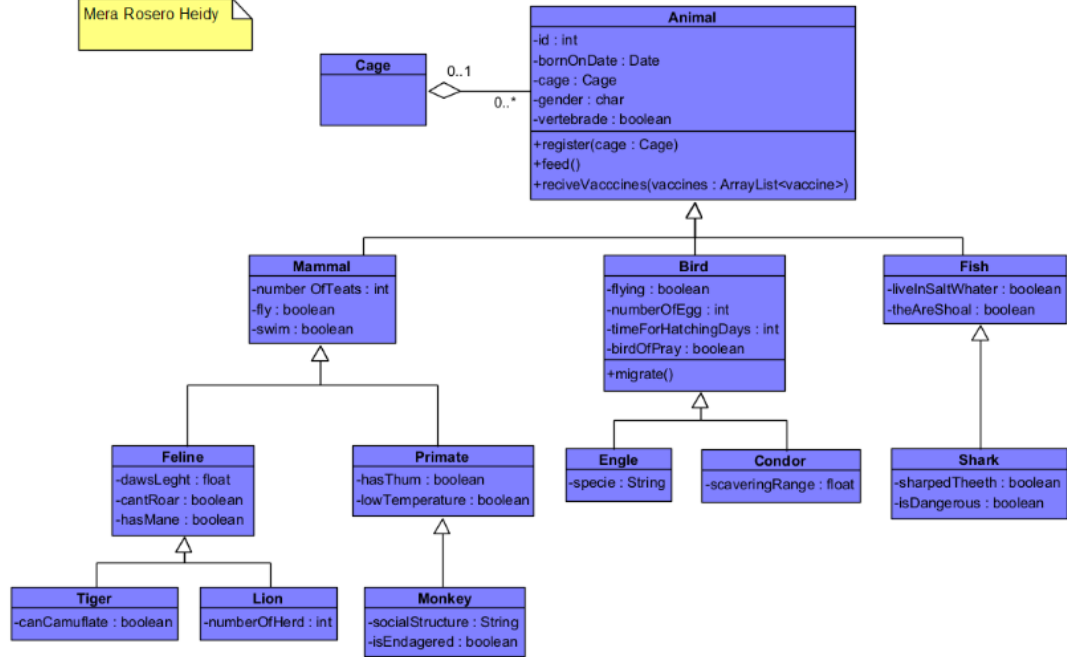 Mera Rosero Heidy
Cage
0..1
0..*
Animal
-id : int
-bornOnDate : Date
-cage : Cage
-gender : char
-vertebrade : boolean
+register(cage : Cage)
+feed()
+reciveVacccines(vaccines : ArrayList<vaccine>)
Mammal
-number OfTeats : int
-fly : boolean
-swim : boolean
Bird
-flying : boolean
-numberOfEgg : int
-timeForHatchingDays : int
-birdOfPray : boolean
+migrate()
Fish
-liveInSaltWhater : boolean
-theAreShoal : boolean
Feline
-dawsLeght : float
-cantRoar : boolean
-hasMane : boolean
Primate
-hasThum : boolean
-lowTemperature : boolean
Engle
-specie : String
Condor
-scaveringRange : float
Shark
-sharpedTheeth : boolean
-isDangerous : boolean
Tiger
-canCamuflate : boolean
Lion
-numberOfHerd : int
Monkey
-socialStructure : String
-isEndagered : boolean